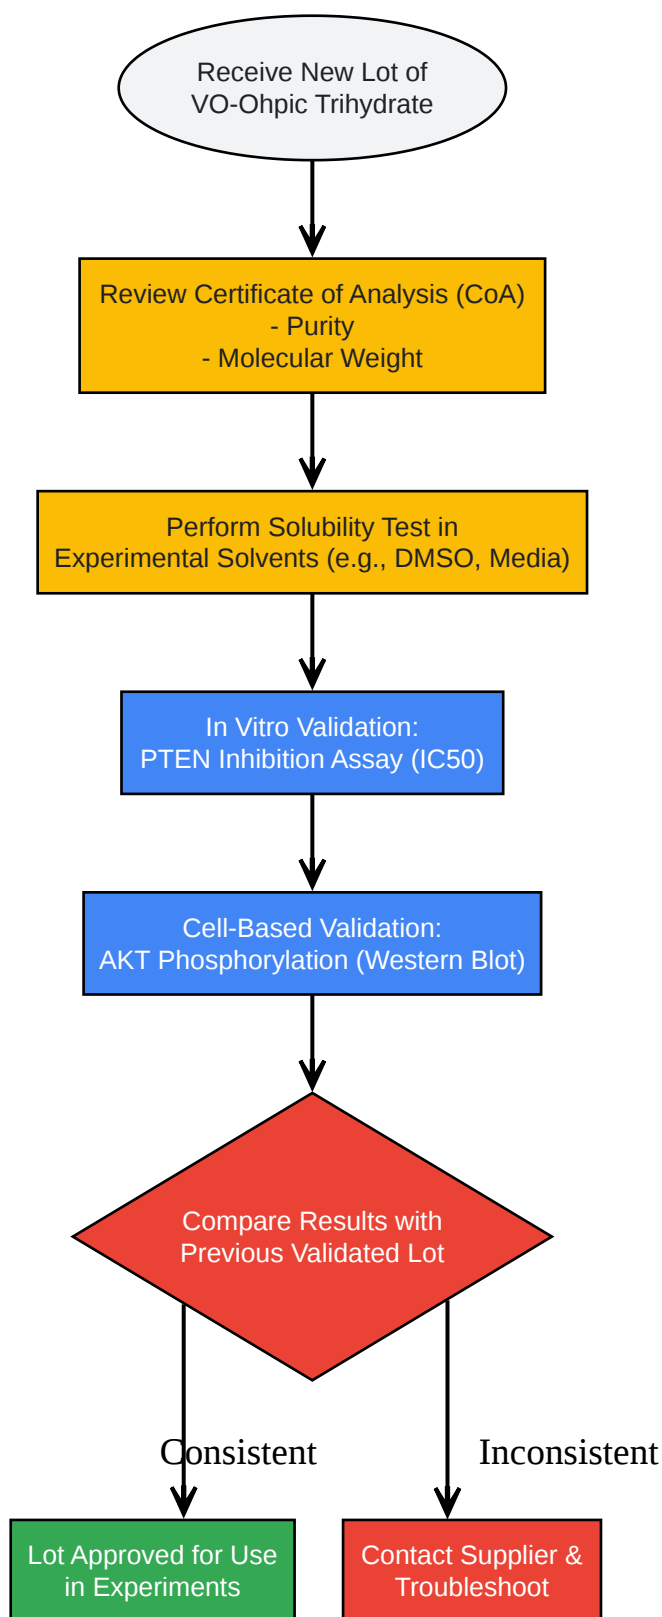 Receive New Lot of
VO-Ohpic Trihydrate
Review Certificate of Analysis (CoA)
- Purity
- Molecular Weight
Perform Solubility Test in
Experimental Solvents (e.g., DMSO, Media)
In Vitro Validation:
PTEN Inhibition Assay (IC50)
Cell-Based Validation:
AKT Phosphorylation (Western Blot)
Compare Results with
Previous Validated Lot
Consistent
Inconsistent
Lot Approved for Use
in Experiments
Contact Supplier &
Troubleshoot